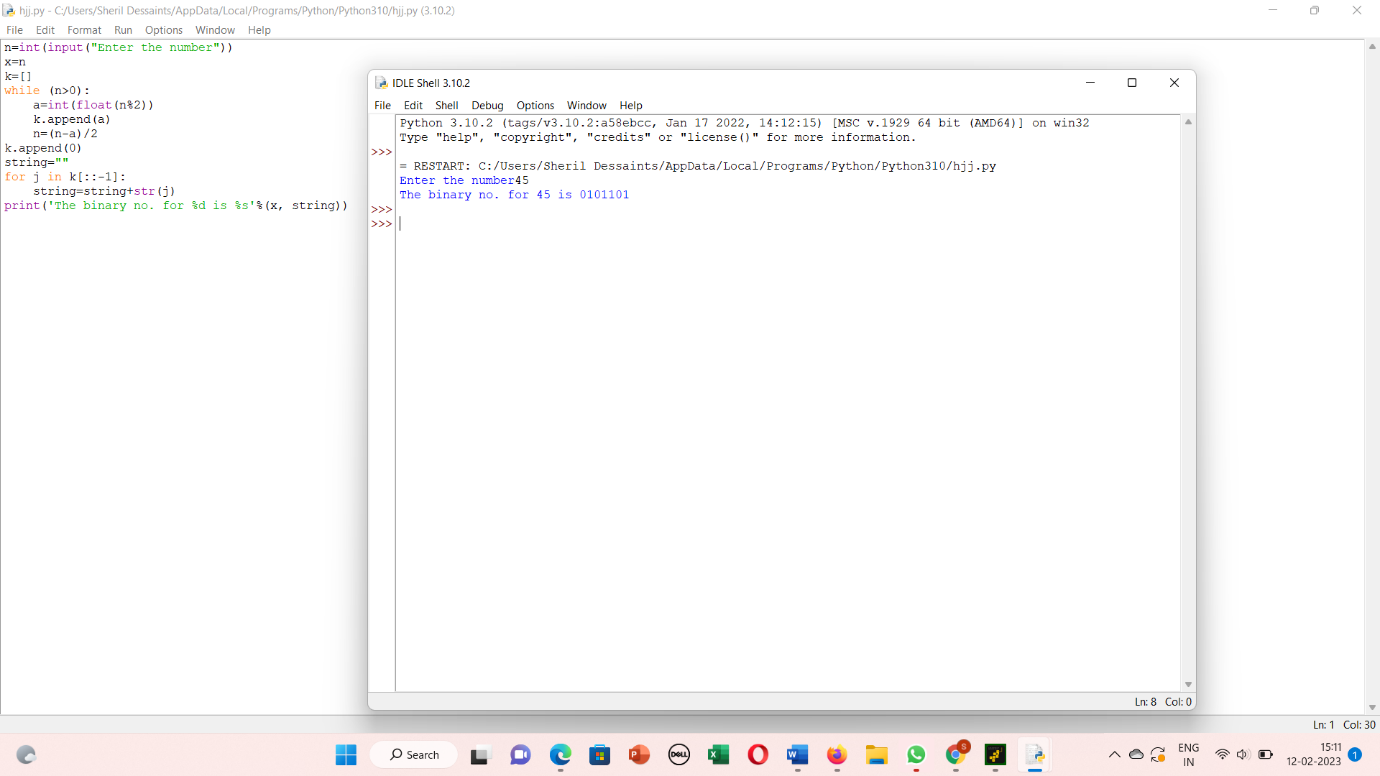 hjj.py - C:/Users/Sheril Dessaints/AppData/Local/Programs/Python/Python310/hjj.py (3.10.2)
File Edit Format Run Options Window Help
n=int(input("Enter the number"))
x=n
k=[]
while (n>0):
    a=int(float(n%2))
    k.append(a)
    n=(n-a)/2
k.append(0)
string=""
for j in k[::-1]:
    string=string+str(j)
print('The binary no. for %d is %s'%(x, string))
IDLE Shell 3.10.2
File Edit Shell Debug Options Window Help
Python 3.10.2 (tags/v3.10.2:a58ebcc, Jan 17 2022, 14:12:15) [MSC v.1929 64 bit (AMD64)] on win32
Type "help", "copyright", "credits" or "license()" for more information.
>>>
= RESTART: C:/Users/Sheril Dessaints/AppData/Local/Programs/Python/Python310/hjj.py
Enter the number45
The binary no. for 45 is 0101101
>>>
>>>
Ln: 8 Col: 0
Ln: 1 Col: 30
Search
P
DELL
X
W
S
ENG
IN
15:11
12-02-2023
1